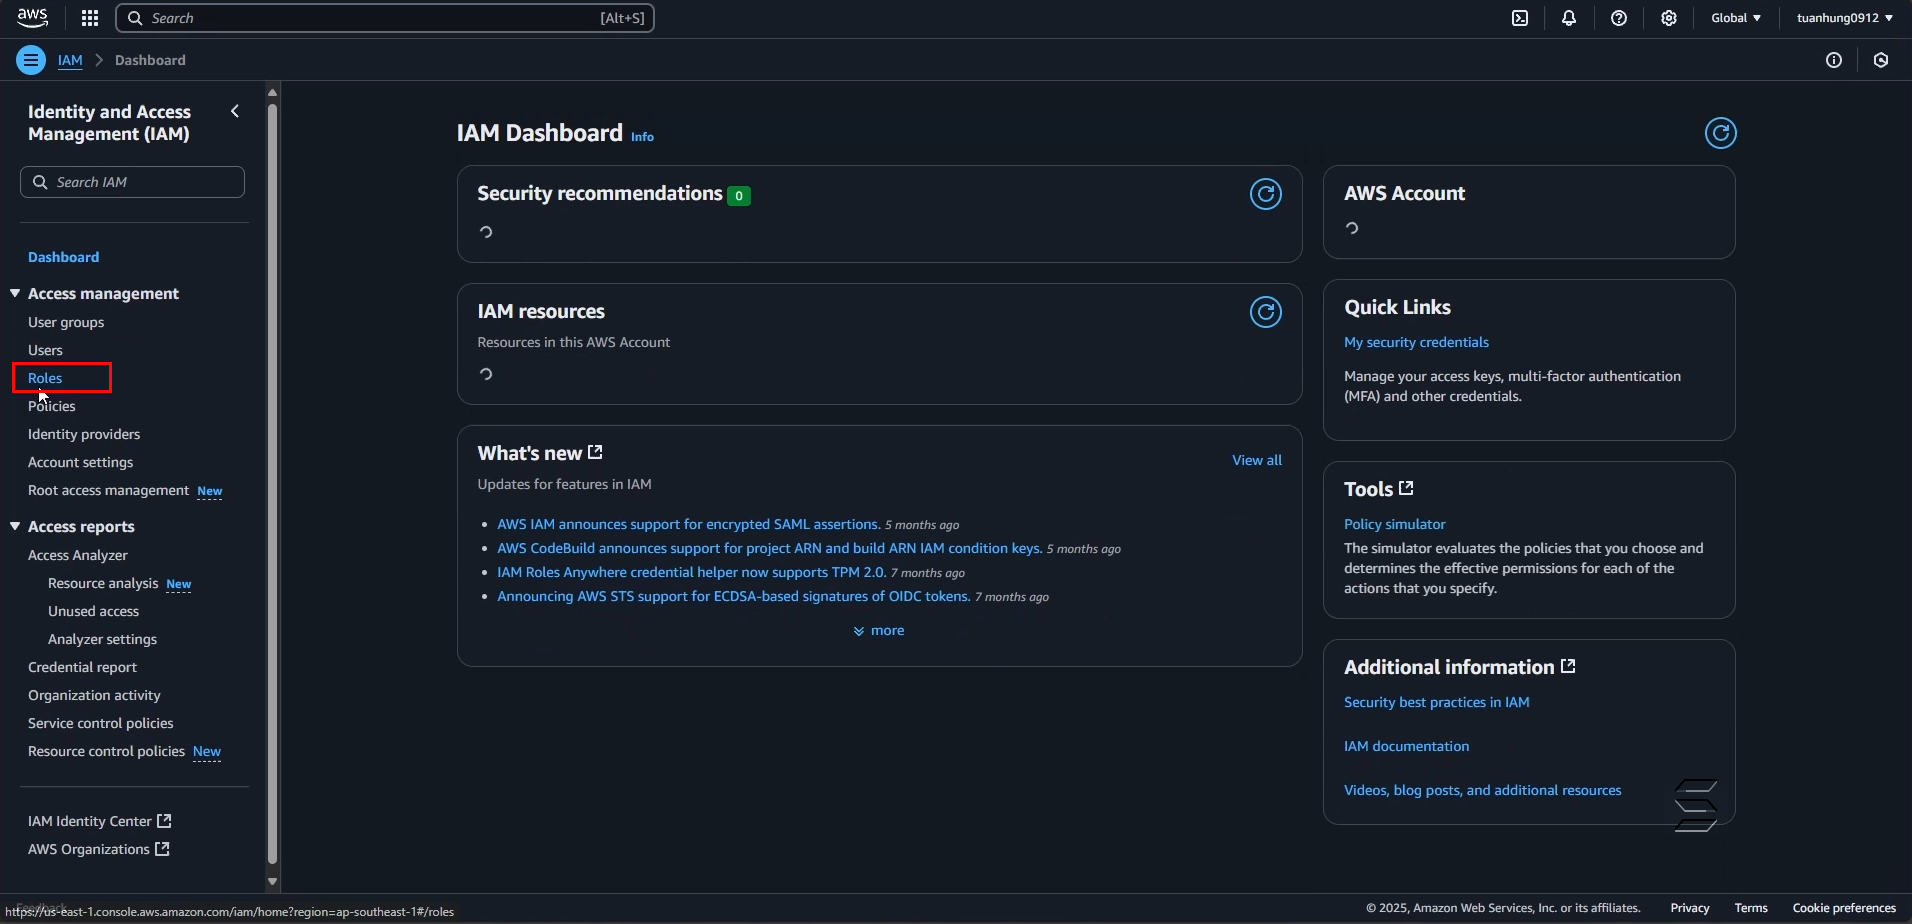 aws
Search
[Alt+S]
Global
tuanhung0912
IAM
Dashboard
Identity and Access
Management (IAM)
Search IAM
Dashboard
Access management
User groups
Users
Roles
Policies
Identity providers
Account settings
Root access management New
Access reports
Access Analyzer
Resource analysis New
Unused access
Analyzer settings
Credential report
Organization activity
Service control policies
Resource control policies New
IAM Identity Center
AWS Organizations
IAM Dashboard Info
Security recommendations 0
IAM resources
Resources in this AWS Account
What's new
View all
Updates for features in IAM
• AWS IAM announces support for encrypted SAML assertions. 5 months ago
• AWS CodeBuild announces support for project ARN and build ARN IAM condition keys. 5 months ago
• IAM Roles Anywhere credential helper now supports TPM 2.0. 7 months ago
• Announcing AWS STS support for ECDSA-based signatures of OIDC tokens. 7 months ago
more
AWS Account
Quick Links
My security credentials
Manage your access keys, multi-factor authentication
(MFA) and other credentials.
Tools
Policy simulator
The simulator evaluates the policies that you choose and
determines the effective permissions for each of the
actions that you specify.
Additional information
Security best practices in IAM
IAM documentation
Videos, blog posts, and additional resources
Feedback
https://us-east-1.console.aws.amazon.com/iam/home?region=ap-southeast-1#/roles
© 2025, Amazon Web Services, Inc. or its affiliates.
Privacy
Terms
Cookie preferences